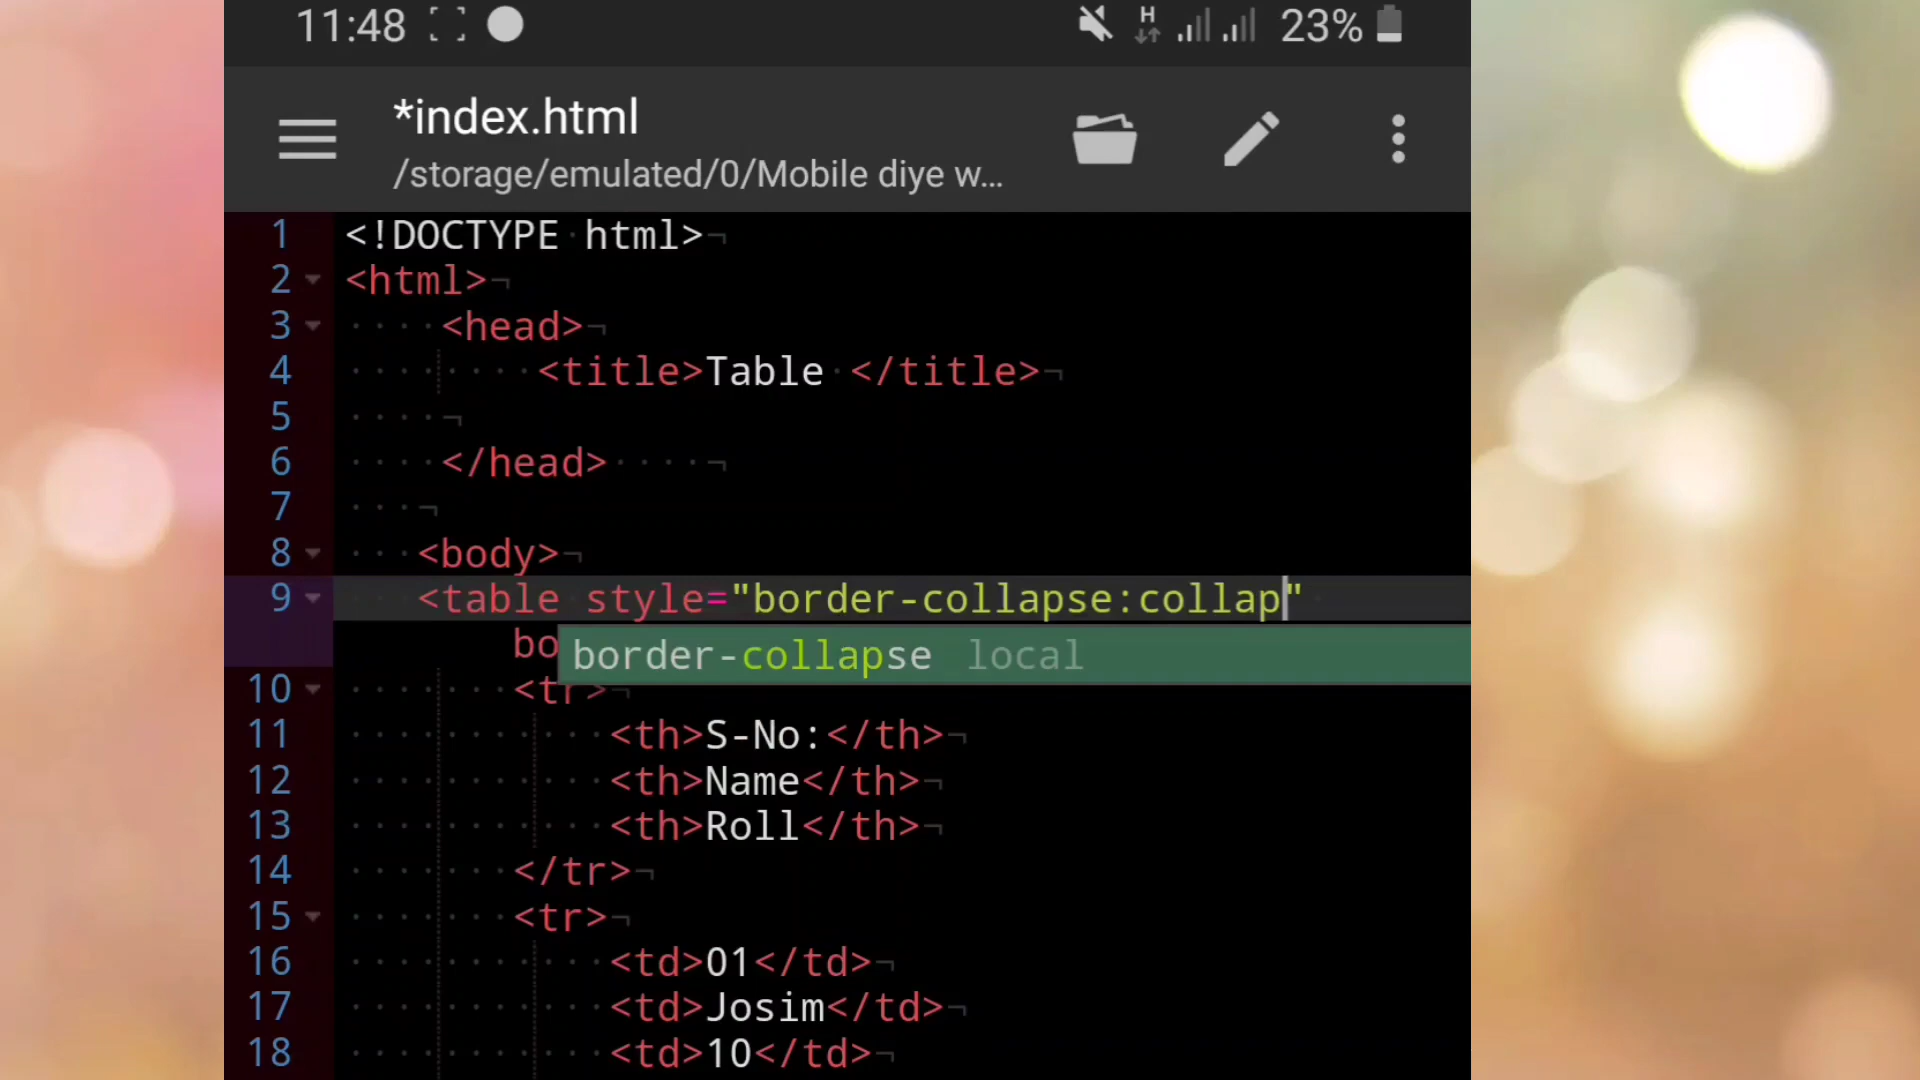 11:48 H 23%
*index.html
/storage/emulated/0/Mobile diye w...
1 <!DOCTYPE html>
2 <html>
3 <head>
4 <title>Table </title>
5
6 </head>
7
8 <body>
9 <table style="border-collapse:collap"
bo
border-collapse local
10 <tr>
11 <th>S-No:</th>
12 <th>Name</th>
13 <th>Roll</th>
14 </tr>
15 <tr>
16 <td>01</td>
17 <td>Josim</td>
18 <td>10</td>